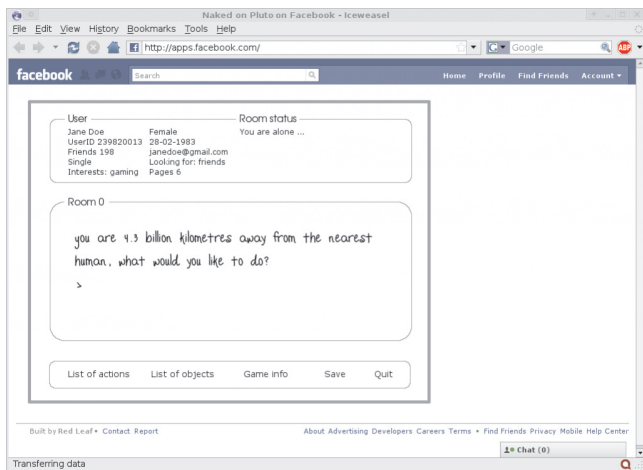 Naked on Pluto on Facebook - Iceweasel
File Edit View History Bookmarks Tools Help
http://apps.facebook.com/
Google
ABP
facebook Search Home Profile Find Friends Account
User
Room status
Jane Doe Female You are alone ...
UserID 239820013 28-02-1983
Friends 198 janedoe@gmail.com
Single Looking for: friends
Interests: gaming Pages 6
Room 0
you are 4.3 billion kilometres away from the nearest
human, what would you like to do?
>
List of actions List of objects Game info Save Quit
Built by Red Leaf • Contact Report About Advertising Developers Careers Terms • Find Friends Privacy Mobile Help Center
Chat (0)
Transferring data